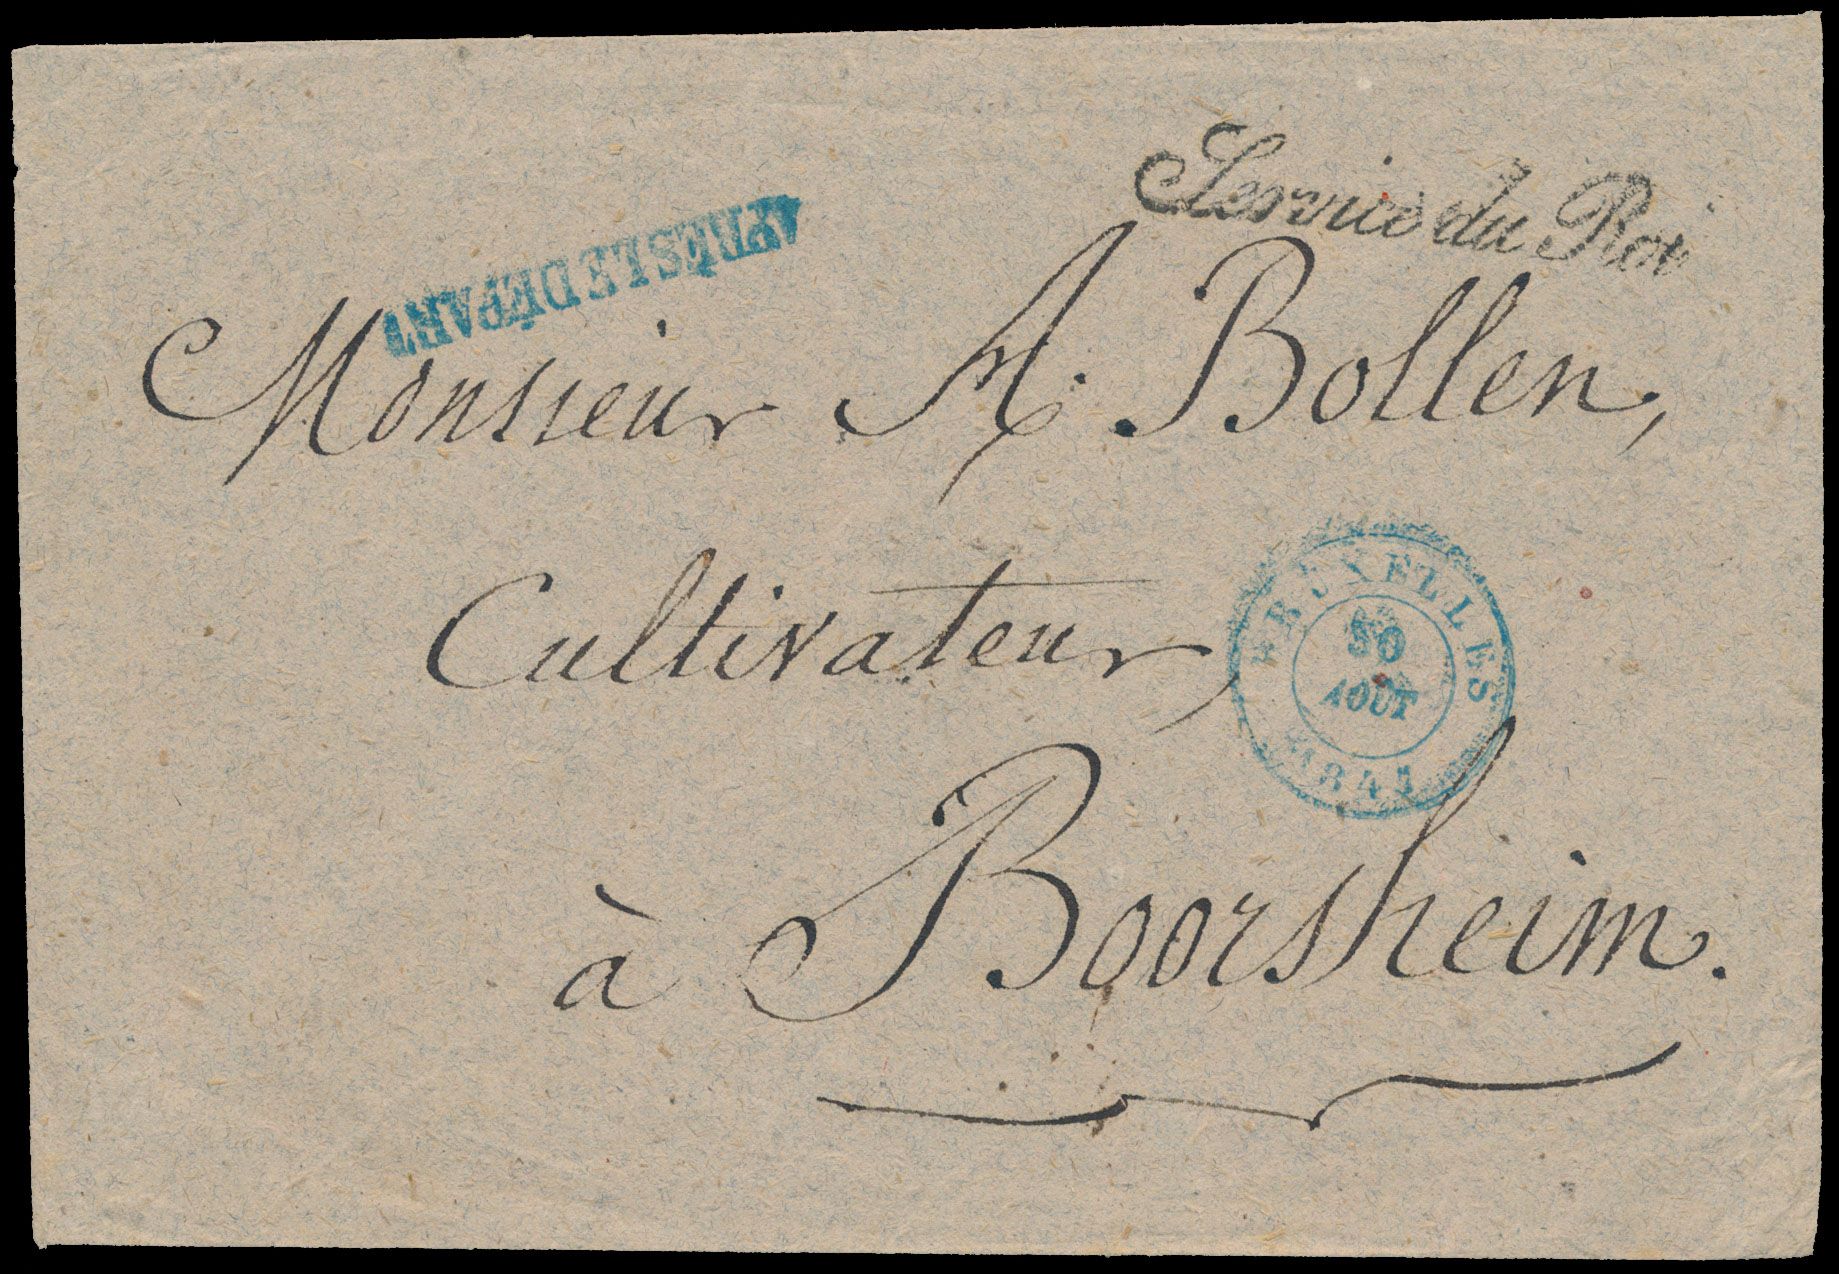 Service du Roi
APRÈS LE DÉPART
Monsieur A. Bollen,
Cultivateur
BRUXELLES
30
AOUT
1841
à Boorsheim.